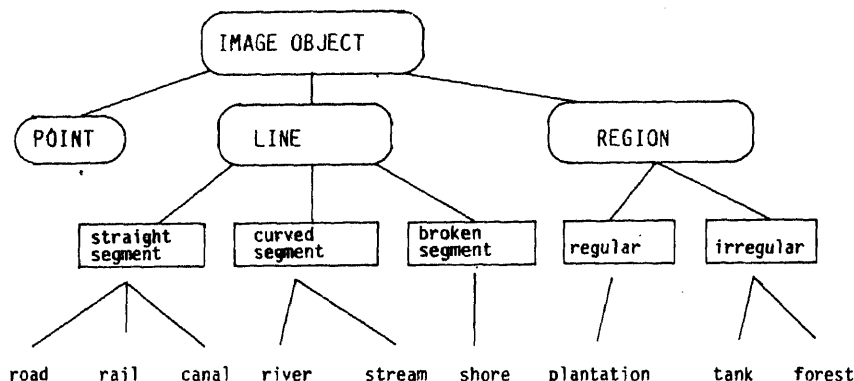 IMAGE OBJECT
POINT
LINE
REGION
straight
segment
curved
segment
broken
segment
regular
irregular
road
rail
canal
river
stream
shore
plantation
tank
forest